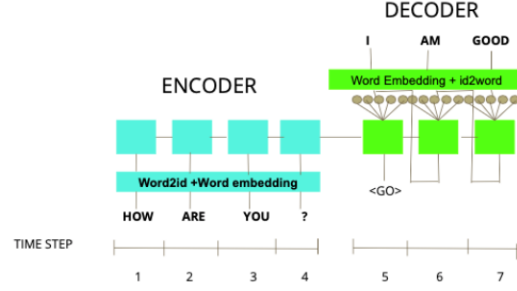 DECODER
I AM GOOD
ENCODER
Word Embedding + id2word
Word2id +Word embedding
<GO>
HOW ARE YOU ?
TIME STEP
1 2 3 4 5 6 7